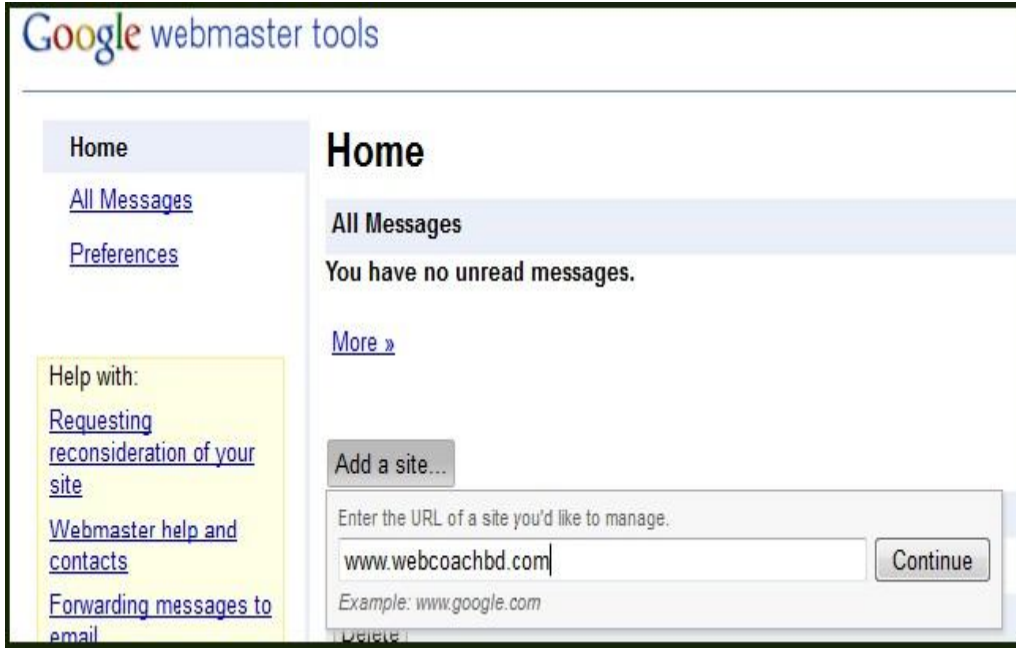 Google webmaster tools
Home
All Messages
Preferences
Help with:
Requesting
reconsideration of your
site
Webmaster help and
contacts
Forwarding messages to
email
Home
All Messages
You have no unread messages.
More »
Add a site...
Enter the URL of a site you'd like to manage.
www.webcoachbd.com
Continue
Example: www.google.com
Delete